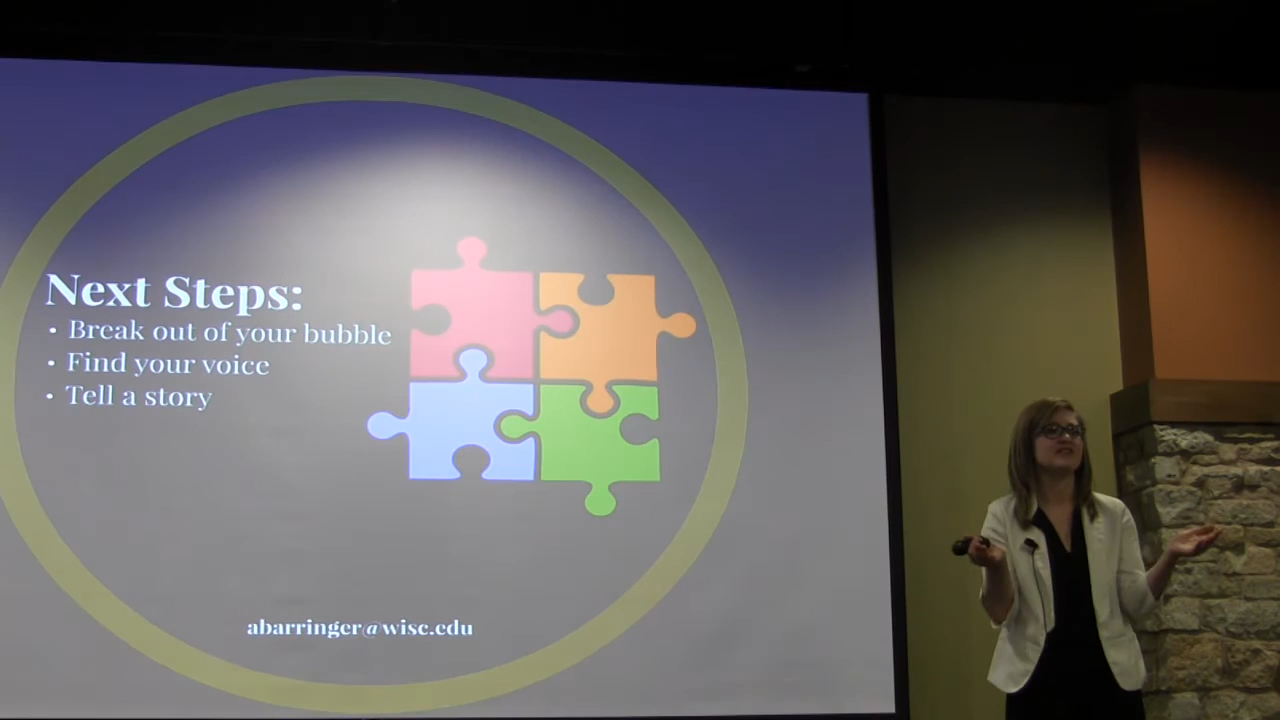 Next Steps:
• Break out of your bubble
• Find your voice
• Tell a story
abarringer@wisc.edu